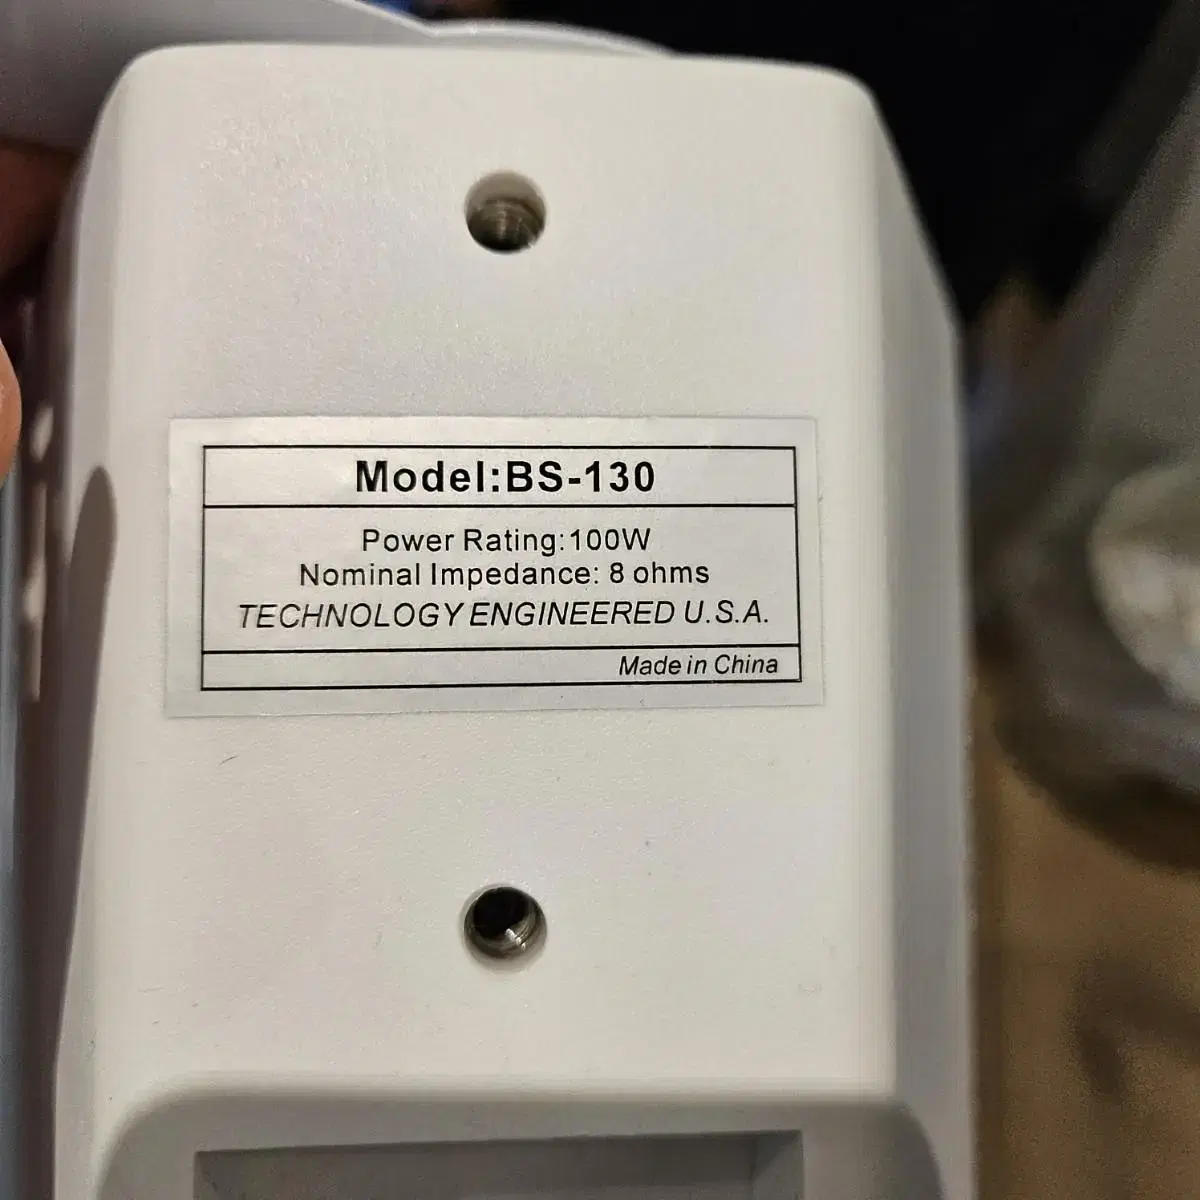 Model:BS-130
Power Rating:100W
Nominal Impedance: 8 ohms
TECHNOLOGY ENGINEERED U.S.A.
Made in China